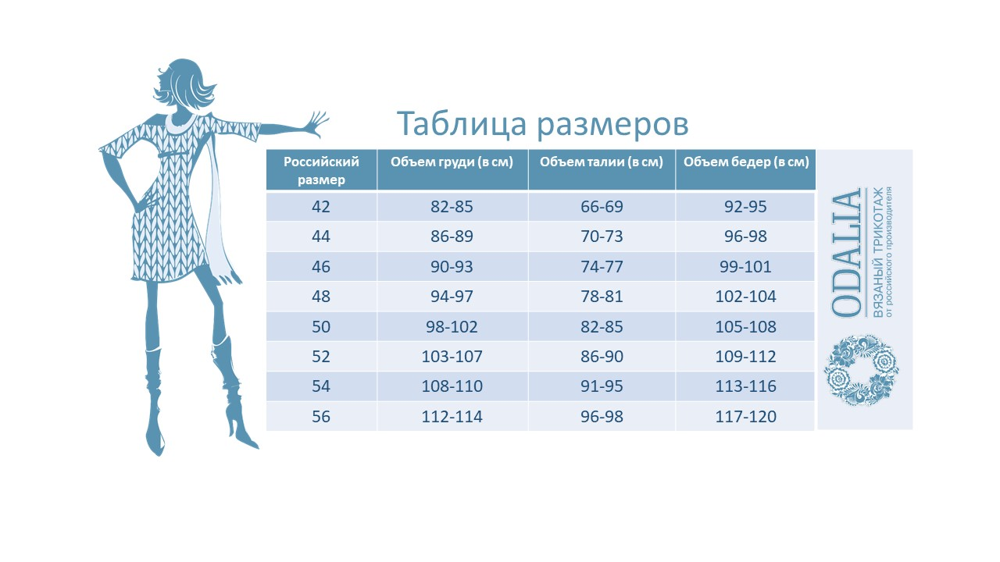 Таблица размеров
Российский размер Объем груди (в см) Объем талии (в см) Объем бедер (в см)
42 82-85 66-69 92-95
44 86-89 70-73 96-98
46 90-93 74-77 99-101
48 94-97 78-81 102-104
50 98-102 82-85 105-108
52 103-107 86-90 109-112
54 108-110 91-95 113-116
56 112-114 96-98 117-120
ODALIA
ВЯЗАНЫЙ ТРИКОТАЖ
от российского производителя